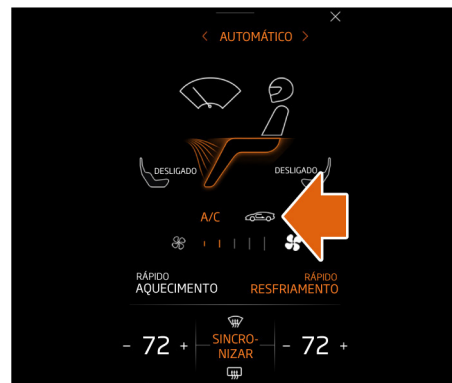 AUTOMÁTICO
DESLIGADO
DESLIGADO
A/C
RÁPIDO
AQUECIMENTO
RÁPIDO
RESFRIAMENTO
- 72 +
SINCRO-
NIZAR
- 72 +